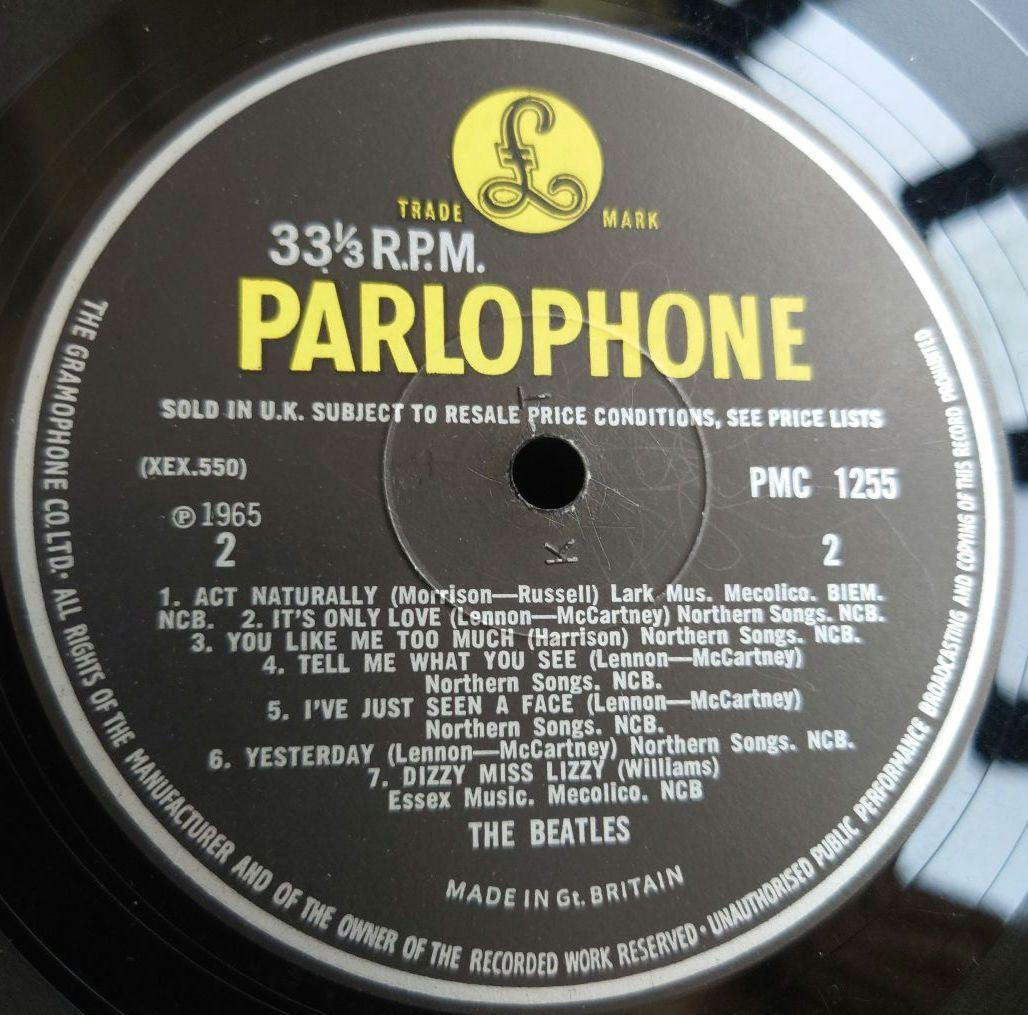 £
TRADE MARK
33⅓ R.P.M.
PARLOPHONE
SOLD IN U.K. SUBJECT TO RESALE PRICE CONDITIONS, SEE PRICE LISTS
(XEX.550) PMC 1255
℗ 1965
2 2
1. ACT NATURALLY (Morrison—Russell) Lark Mus. Mecolico. BIEM.
NCB. 2. IT'S ONLY LOVE (Lennon—McCartney) Northern Songs. NCB.
3. YOU LIKE ME TOO MUCH (Harrison) Northern Songs. NCB.
4. TELL ME WHAT YOU SEE (Lennon—McCartney)
Northern Songs. NCB.
5. I'VE JUST SEEN A FACE (Lennon—McCartney)
Northern Songs. NCB.
6. YESTERDAY (Lennon—McCartney) Northern Songs. NCB.
7. DIZZY MISS LIZZY (Williams)
Essex Music. Mecolico. NCB
THE BEATLES
MADE IN Gt. BRITAIN
THE GRAMOPHONE CO. LTD. · ALL RIGHTS OF THE MANUFACTURER AND OF THE OWNER OF THE RECORDED WORK RESERVED · UNAUTHORISED PUBLIC PERFORMANCE BROADCASTING AND COPYING OF THIS RECORD PROHIBITED
K T